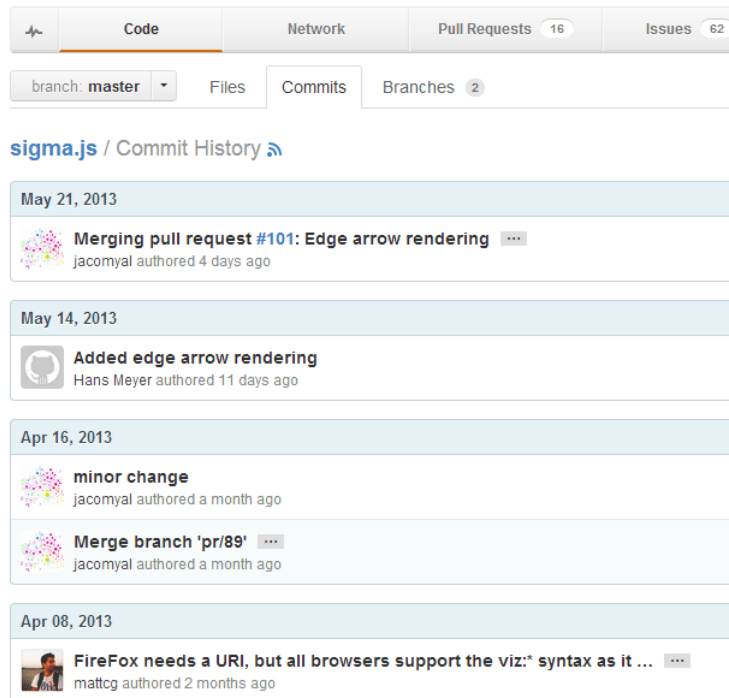 Code Network Pull Requests 16 Issues 62
branch: master Files Commits Branches 2
sigma.js / Commit History
May 21, 2013
Merging pull request #101: Edge arrow rendering ...
jacomyal authored 4 days ago
May 14, 2013
Added edge arrow rendering
Hans Meyer authored 11 days ago
Apr 16, 2013
minor change
jacomyal authored a month ago
Merge branch 'pr/89' ...
jacomyal authored a month ago
Apr 08, 2013
FireFox needs a URI, but all browsers support the viz:* syntax as it … ...
mattcg authored 2 months ago